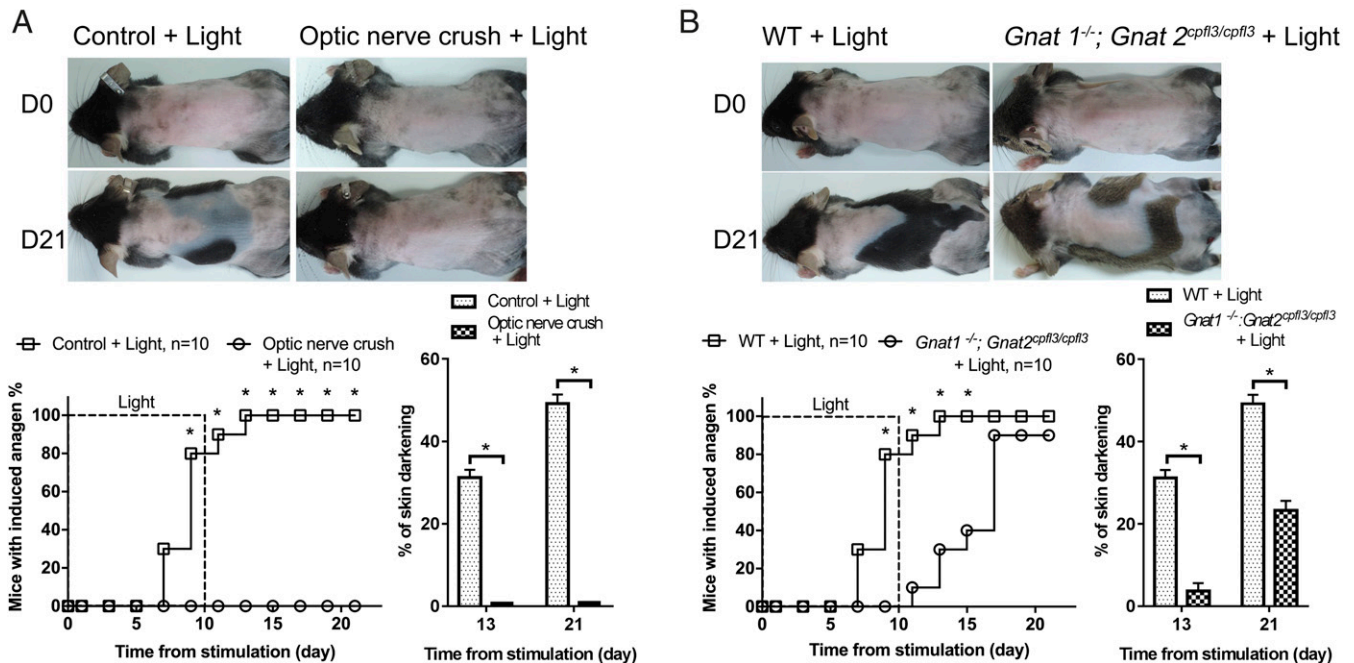 A
Control + Light
Optic nerve crush + Light
D0
D21
Control + Light
Optic nerve crush
+ Light
Control + Light, n=10
Optic nerve crush
+ Light, n=10
Mice with induced anagen %
100
80
60
40
20
0
Light
* * * * * * *
0 5 10 15 20
Time from stimulation (day)
% of skin darkening
60
40
20
0
*
*
13 21
Time from stimulation (day)
B
WT + Light
Gnat 1-/-; Gnat 2cpfl3/cpfl3 + Light
D0
D21
WT + Light
Gnat1 -/-:Gnat2cpfl3/cpfl3
+ Light
WT + Light, n=10
Gnat1 -/-; Gnat2cpfl3/cpfl3
+ Light, n=10
Mice with induced anagen %
100
80
60
40
20
0
Light
* * * *
0 5 10 15 20
Time from stimulation (day)
% of skin darkening
60
40
20
0
*
*
13 21
Time from stimulation (day)